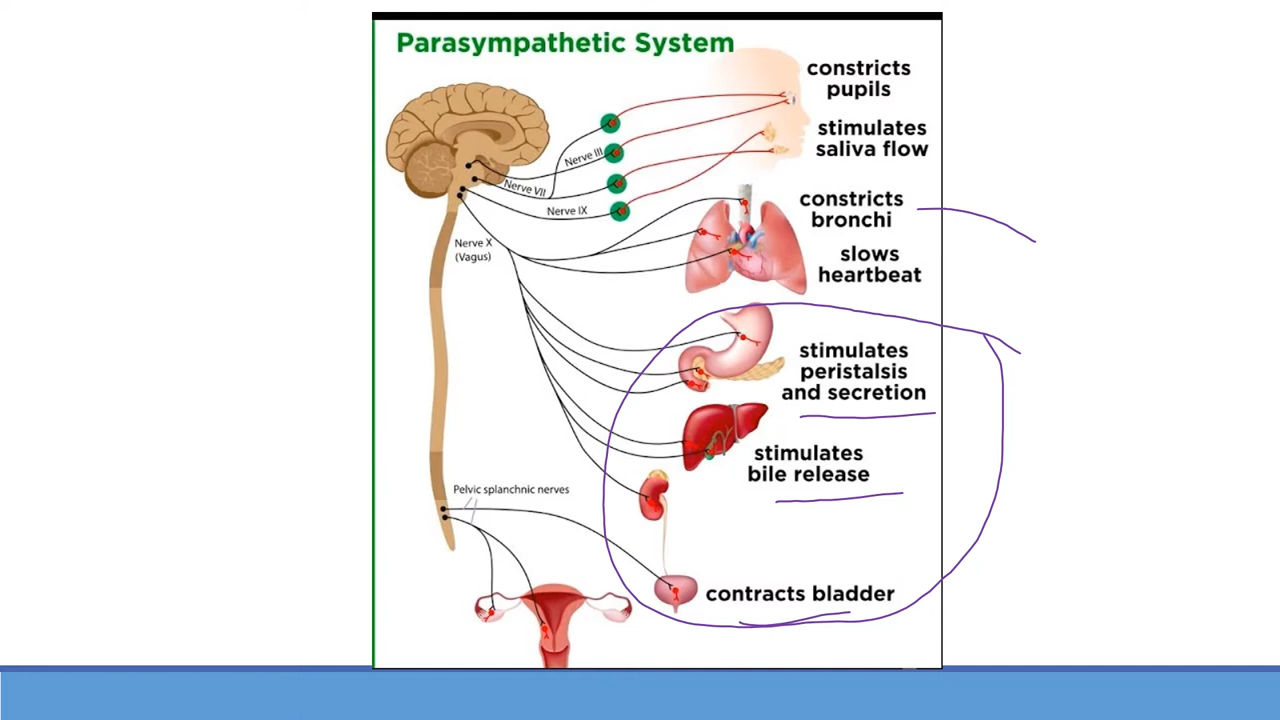 Parasympathetic System
constricts
pupils
stimulates
saliva flow
Nerve III
Nerve VII
Nerve IX
constricts
bronchi
Nerve X
(Vagus)
slows
heartbeat
stimulates
peristalsis
and secretion
stimulates
bile release
Pelvic splanchnic nerves
contracts bladder